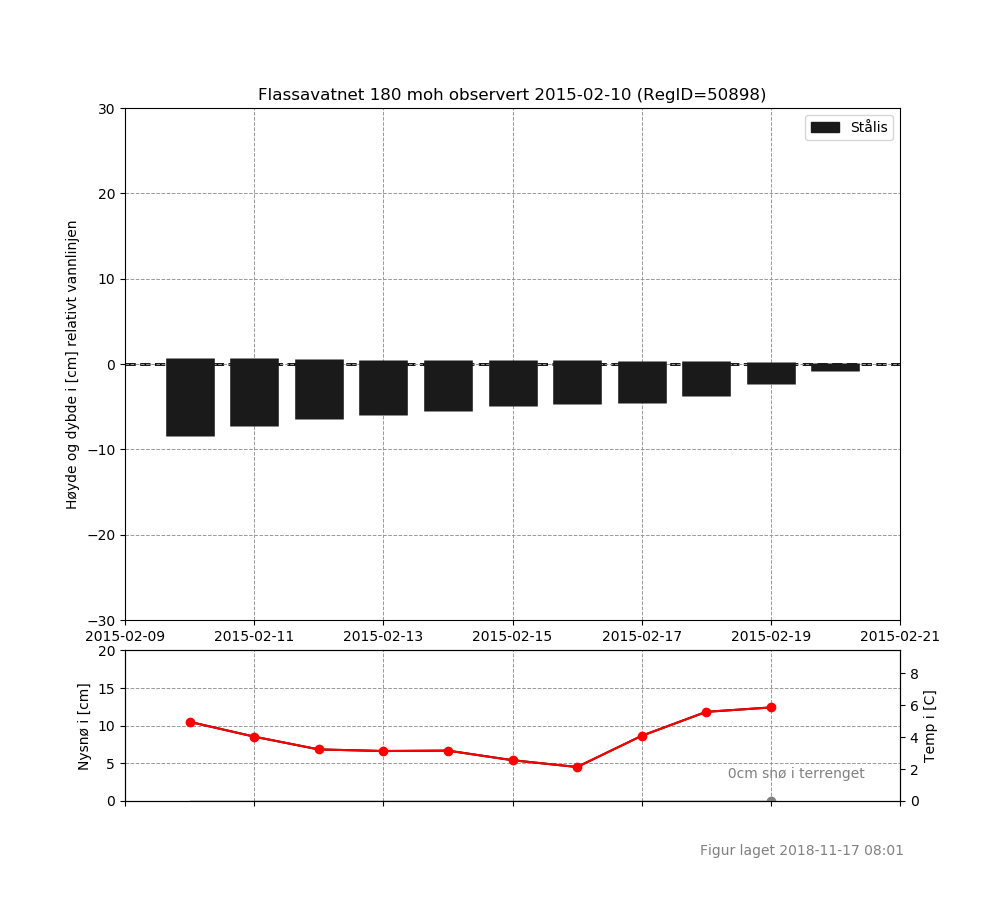 Flassavatnet 180 moh observert 2015-02-10 (RegID=50898)
Stålis
Høyde og dybde i [cm] relativt vannlinjen
30
20
10
0
−10
−20
−30
2015-02-09 2015-02-11 2015-02-13 2015-02-15 2015-02-17 2015-02-19 2015-02-21
Nysnø i [cm]
20
15
10
5
0
8
6
4
2
0
Temp i [C]
0cm snø i terrenget
Figur laget 2018-11-17 08:01